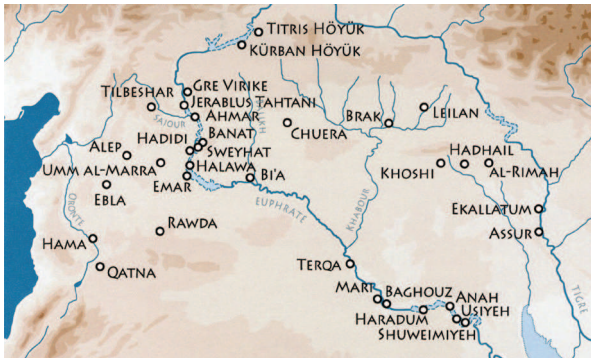 TITRIS HÖYÜK
KÜRBAN HÖYÜK
GRE VIRIKE
TILBESHAR
JERABLUS TAHTANI
AHMAR
SAJOUR
BALIKH
BRAK
LEILAN
CHUERA
HADIDI
BANAT
SWEYHAT
ALEP
UMM AL-MARRA
HALAWA
EMAR
BI'A
EBLA
KHOSHI
HADHAIL
AL-RIMAH
EUPHRATE
KHABOUR
ORONTE
RAWDA
EKALLATUM
ASSUR
HAMA
QATNA
TERQA
MARI
BAGHOUZ
ANAH
USIYEH
HARADUM
SHUWEIMIYEH
TIGRE